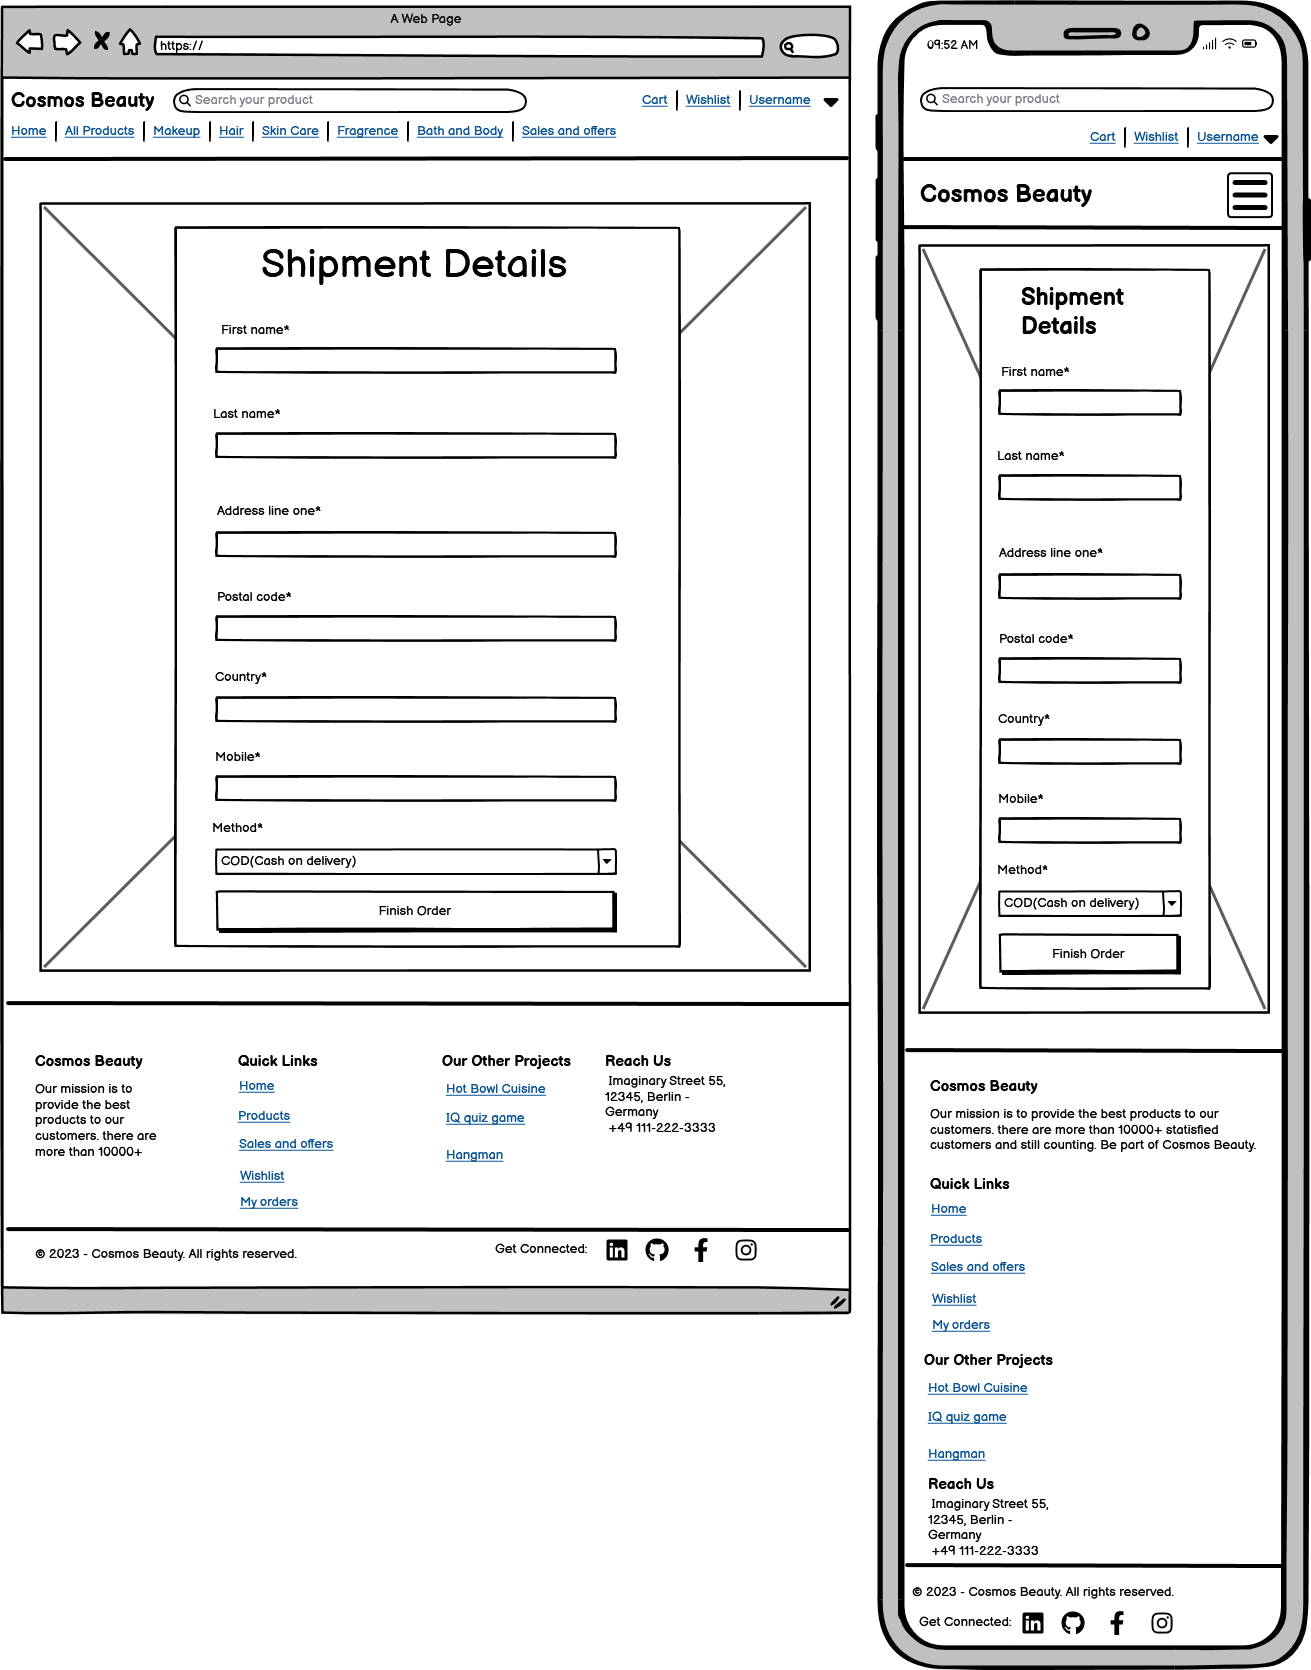 A Web Page
https://
Cosmos Beauty
Search your product
Cart Wishlist Username
Home All Products Makeup Hair Skin Care Fragrence Bath and Body Sales and offers
Shipment Details
First name*
Last name*
Address line one*
Postal code*
Country*
Mobile*
Method*
COD(Cash on delivery)
Finish Order
Cosmos Beauty
Our mission is to
provide the best
products to our
customers. there are
more than 10000+
Quick Links
Home
Products
Sales and offers
Wishlist
My orders
Our Other Projects
Hot Bowl Cuisine
IQ quiz game
Hangman
Reach Us
Imaginary Street 55,
12345, Berlin -
Germany
+49 111-222-3333
© 2023 - Cosmos Beauty. All rights reserved.
Get Connected:
09:52 AM
Search your product
Cart Wishlist Username
Cosmos Beauty
Shipment
Details
First name*
Last name*
Address line one*
Postal code*
Country*
Mobile*
Method*
COD(Cash on delivery)
Finish Order
Cosmos Beauty
Our mission is to provide the best products to our
customers. there are more than 10000+ statisfied
customers and still counting. Be part of Cosmos Beauty.
Quick Links
Home
Products
Sales and offers
Wishlist
My orders
Our Other Projects
Hot Bowl Cuisine
IQ quiz game
Hangman
Reach Us
Imaginary Street 55,
12345, Berlin -
Germany
+49 111-222-3333
© 2023 - Cosmos Beauty. All rights reserved.
Get Connected: